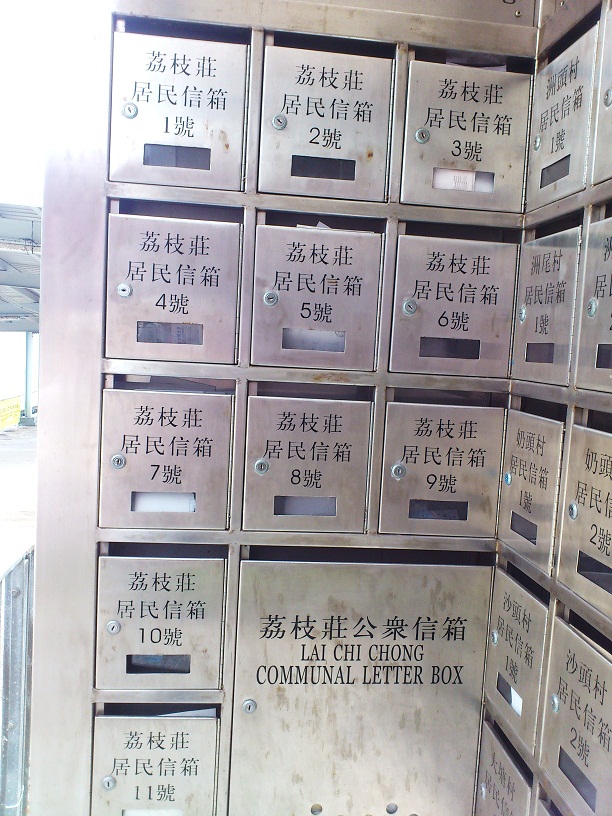 荔枝莊
居民信箱
1號
荔枝莊
居民信箱
2號
荔枝莊
居民信箱
3號
洲頭村
居民信箱
1號
荔枝莊
居民信箱
4號
荔枝莊
居民信箱
5號
荔枝莊
居民信箱
6號
洲尾村
居民信箱
1號
荔枝莊
居民信箱
7號
荔枝莊
居民信箱
8號
荔枝莊
居民信箱
9號
奶頭村
居民信箱
1號
奶頭
居民信
2號
荔枝莊
居民信箱
10號
荔枝莊公衆信箱
LAI CHI CHONG
COMMUNAL LETTER BOX
沙頭村
居民信箱
1號
沙頭村
居民信箱
2號
荔枝莊
居民信箱
11號